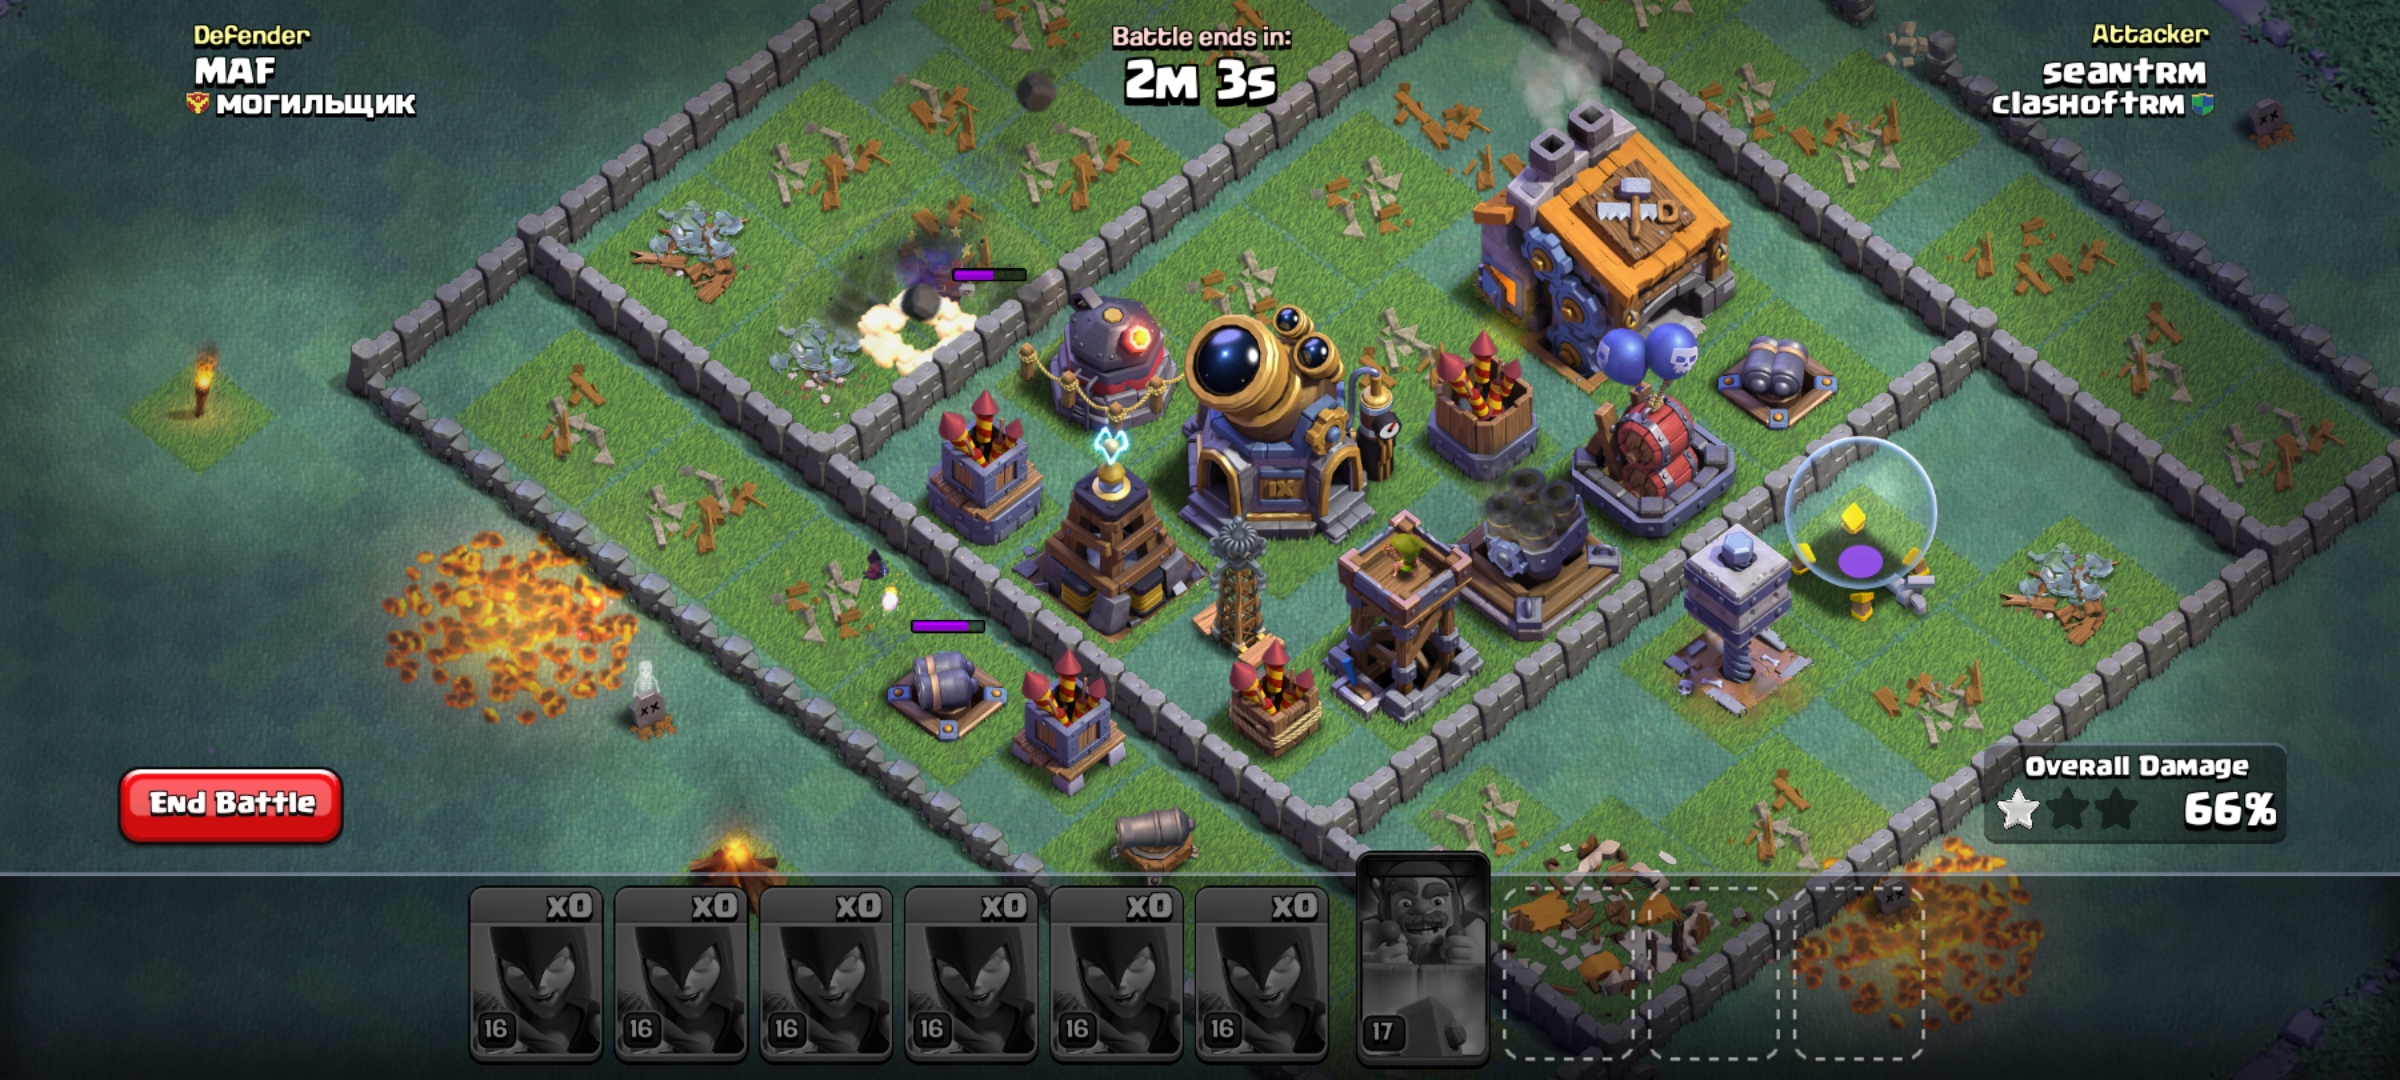 Defender
MAF
МОГИЛЬЩИК
Battle ends in:
2M 3S
Attacker
seantRM
clashoftRM
IX
End Battle
Overall Damage
66%
x0
x0
x0
x0
x0
x0
16
16
16
16
16
16
17